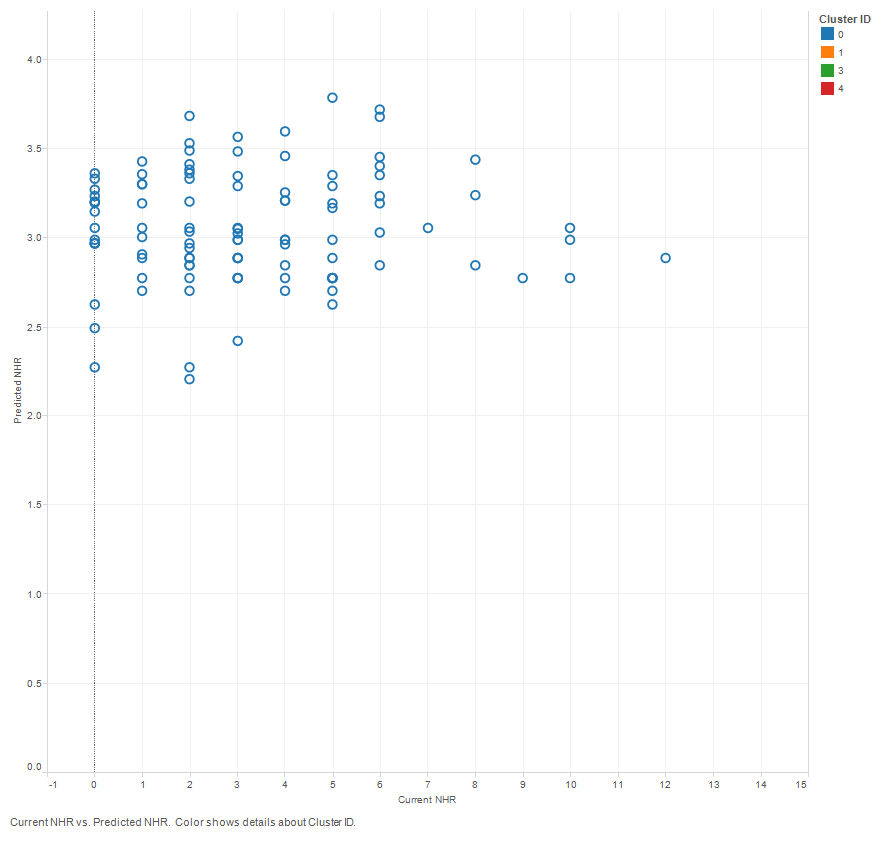 Cluster ID
0
1
3
4
4.0
3.5
3.0
2.5
2.0
1.5
1.0
0.5
0.0
Predicted NHR
-1 0 1 2 3 4 5 6 7 8 9 10 11 12 13 14 15
Current NHR
Current NHR vs. Predicted NHR. Color shows details about Cluster ID.